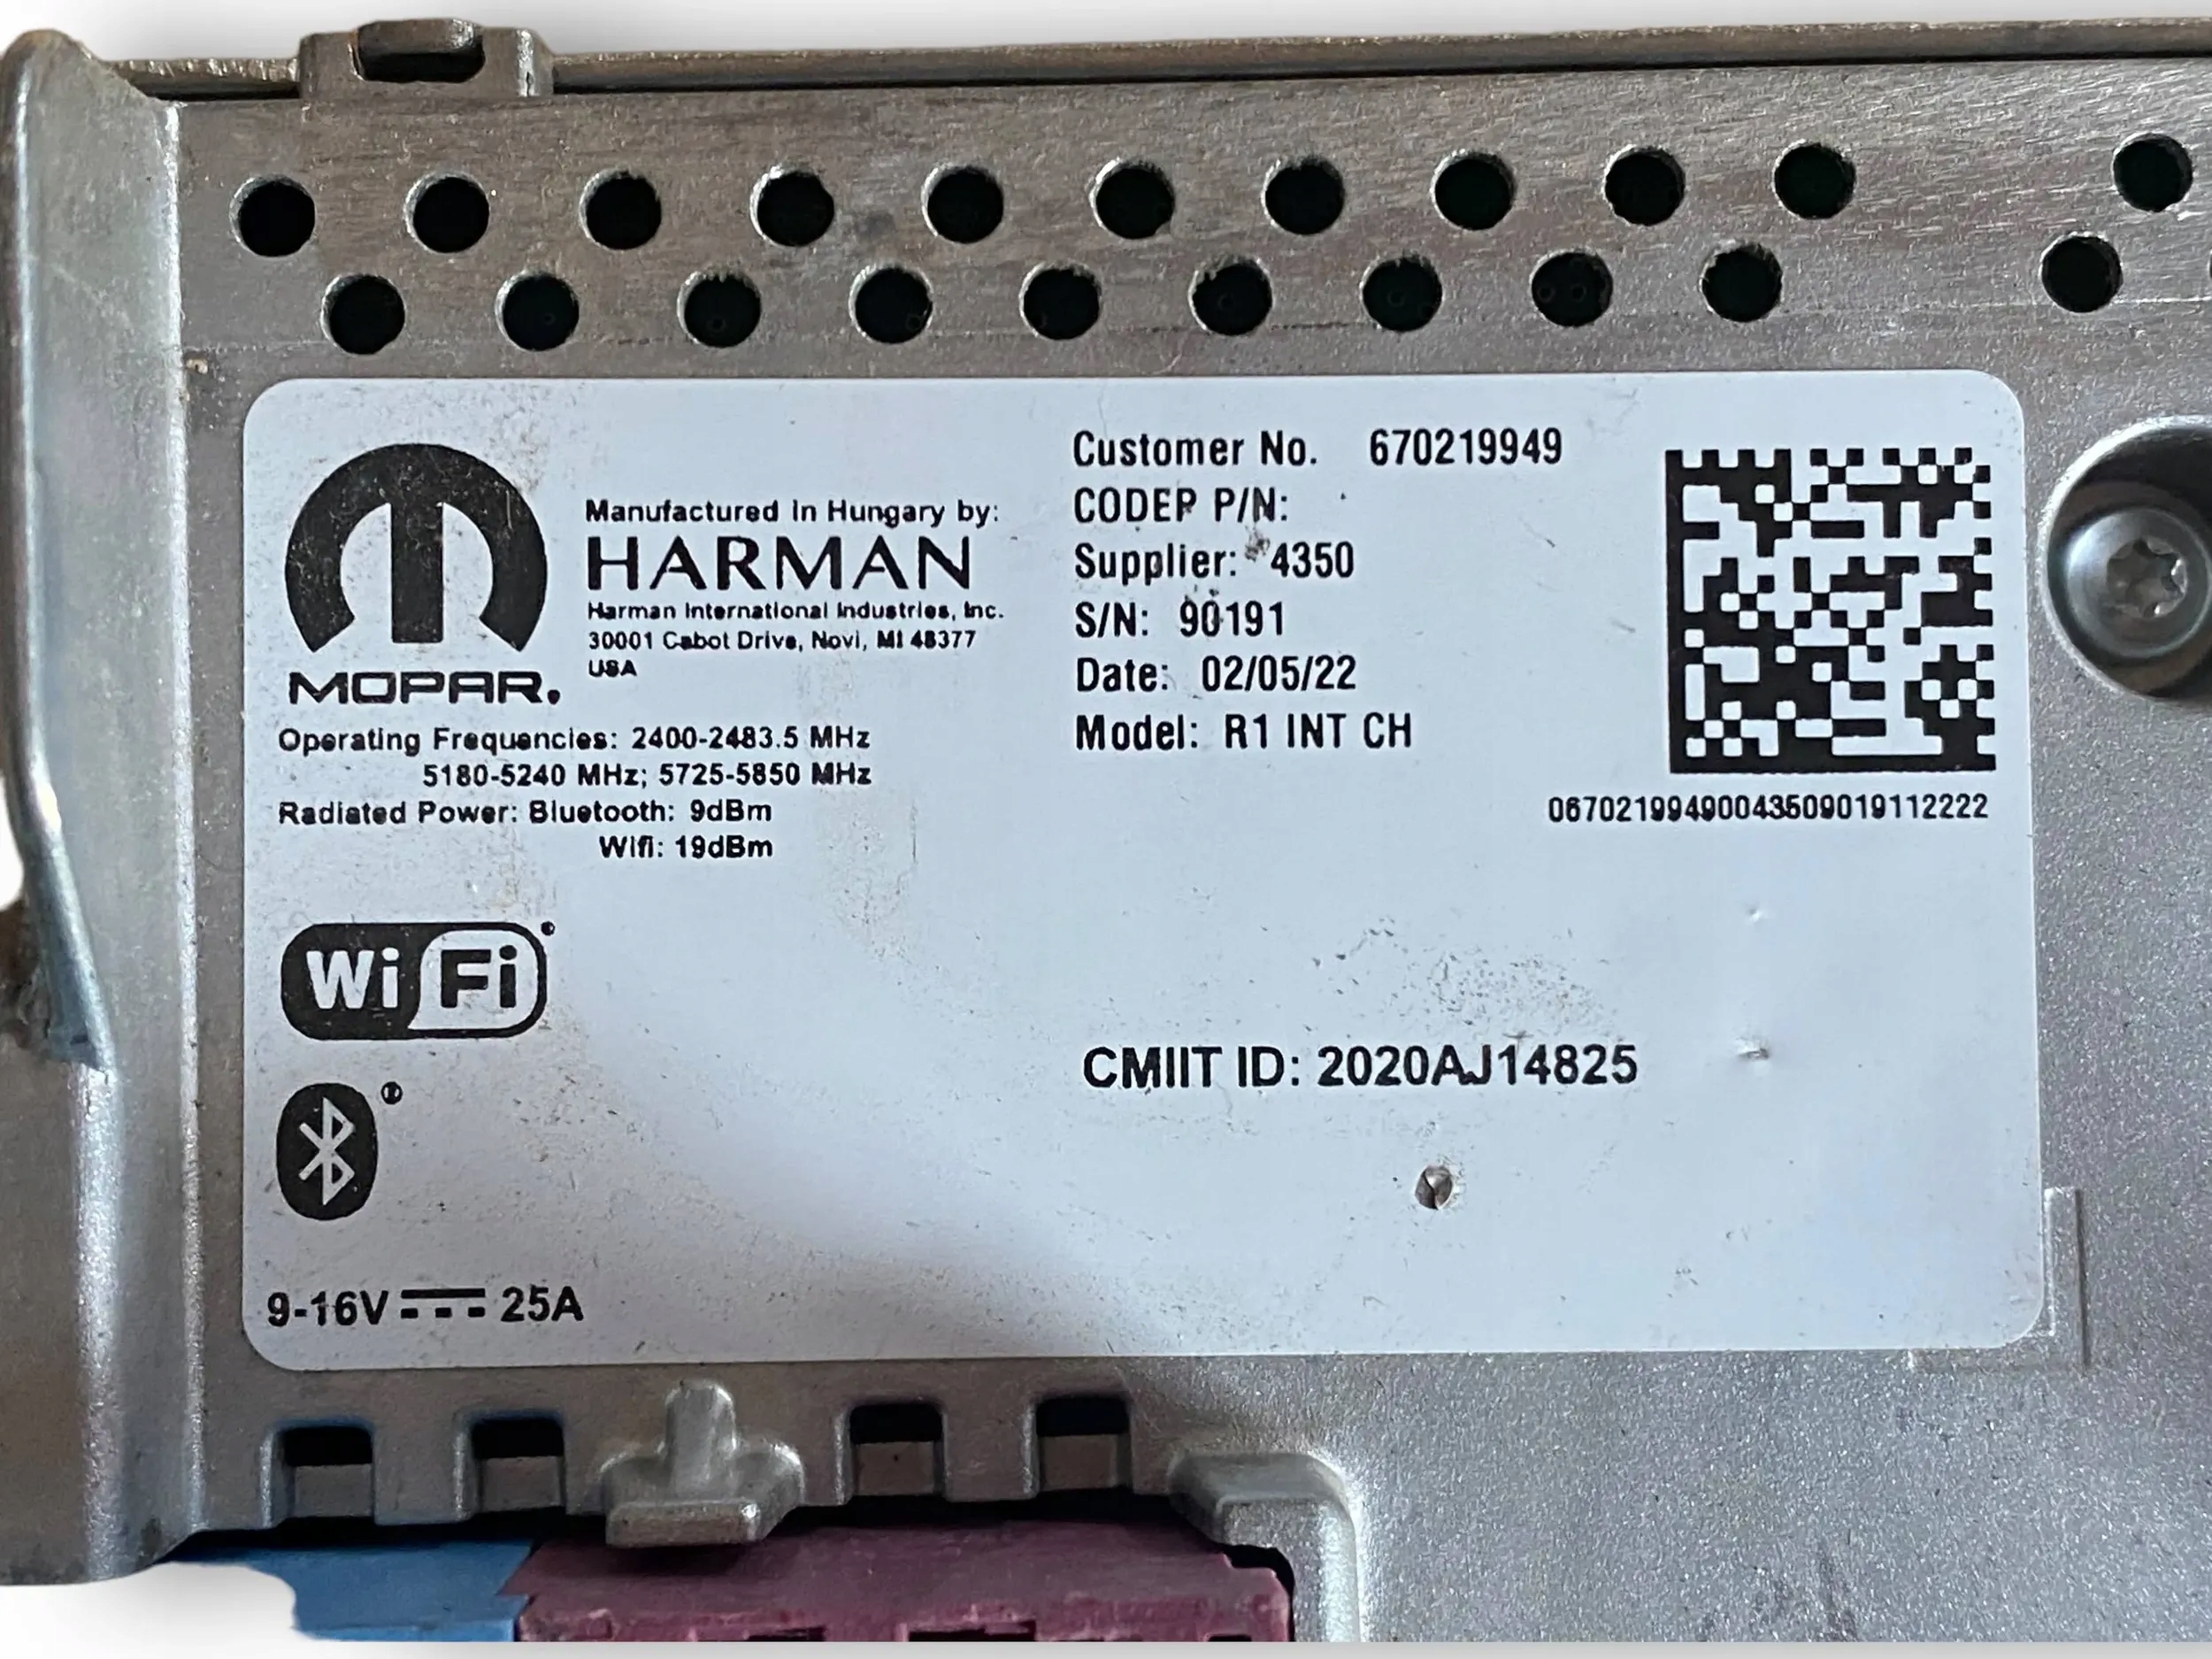 MOPAR.
Manufactured in Hungary by:
HARMAN
Harman International Industries, Inc.
30001 Cabot Drive, Novi, MI 48377
USA
Operating Frequencies: 2400-2483.5 MHz
5180-5240 MHz; 5725-5850 MHz
Radiated Power: Bluetooth: 9dBm
Wifi: 19dBm
Wi Fi
9-16V 25A
Customer No. 670219949
CODEP P/N:
Supplier: 4350
S/N: 90191
Date: 02/05/22
Model: R1 INT CH
06702199490043509019112222
CMIIT ID: 2020AJ14825